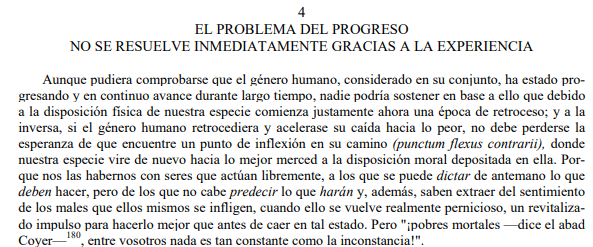 4
EL PROBLEMA DEL PROGRESO
NO SE RESUELVE INMEDIATAMENTE GRACIAS A LA EXPERIENCIA
Aunque pudiera comprobarse que el género humano, considerado en su conjunto, ha estado pro-
gresando y en continuo avance durante largo tiempo, nadie podría sostener en base a ello que debido
a la disposición física de nuestra especie comienza justamente ahora una época de retroceso; y a la
inversa, si el género humano retrocediera y acelerase su caída hacia lo peor, no debe perderse la
esperanza de que encuentre un punto de inflexión en su camino (punctum flexus contrarii), donde
nuestra especie vire de nuevo hacia lo mejor merced a la disposición moral depositada en ella. Por-
que nos las habernos con seres que actúan libremente, a los que se puede dictar de antemano lo que
deben hacer, pero de los que no cabe predecir lo que harán y, además, saben extraer del sentimiento
de los males que ellos mismos se infligen, cuando ello se vuelve realmente pernicioso, un revitaliza-
do impulso para hacerlo mejor que antes de caer en tal estado. Pero "¡pobres mortales —dice el abad
Coyer—180, entre vosotros nada es tan constante como la inconstancia!".